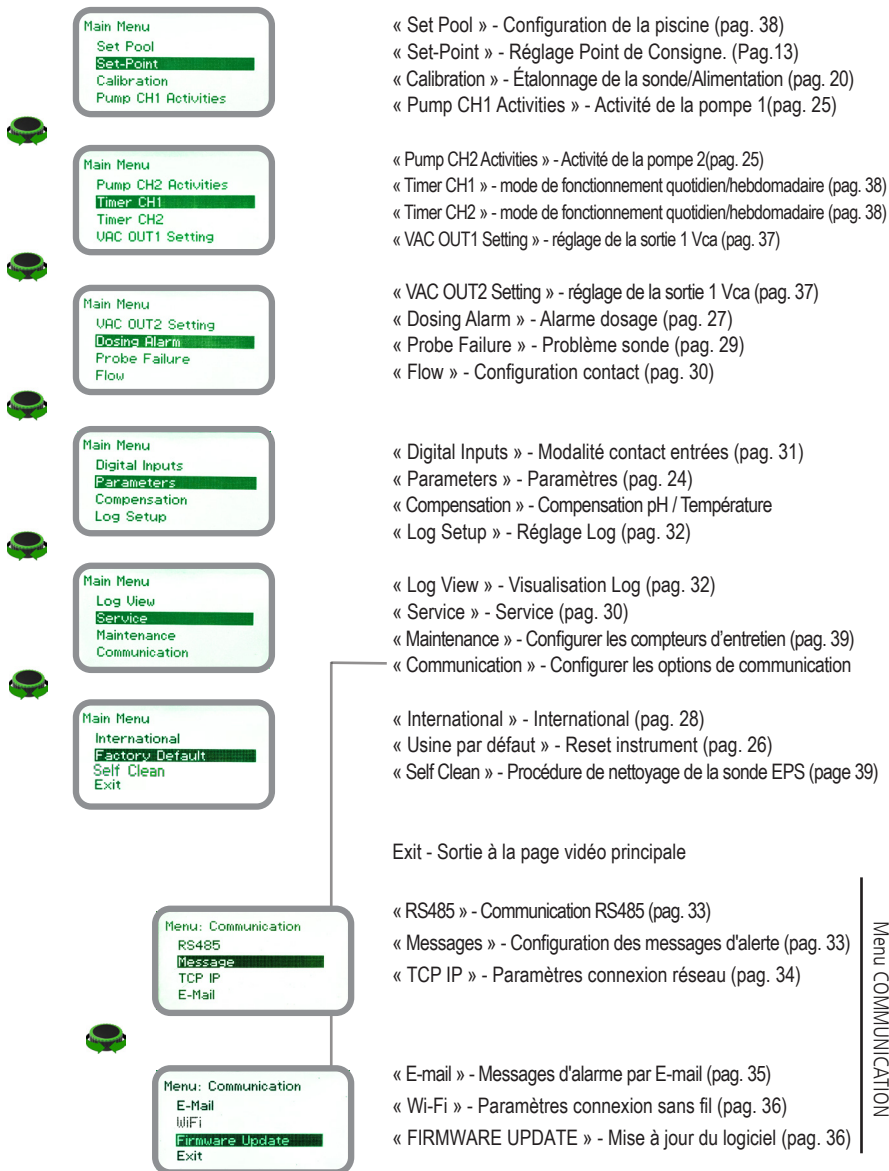 Main Menu
Set Pool
Set-Point
Calibration
Pump CH1 Activities
« Set Pool » - Configuration de la piscine (pag. 38)
« Set-Point » - Réglage Point de Consigne. (Pag.13)
« Calibration » - Étalonnage de la sonde/Alimentation (pag. 20)
« Pump CH1 Activities » - Activité de la pompe 1(pag. 25)
Main Menu
Pump CH2 Activities
Timer CH1
Timer CH2
VAC OUT1 Setting
« Pump CH2 Activities » - Activité de la pompe 2(pag. 25)
« Timer CH1 » - mode de fonctionnement quotidien/hebdomadaire (pag. 38)
« Timer CH2 » - mode de fonctionnement quotidien/hebdomadaire (pag. 38)
« VAC OUT1 Setting » - réglage de la sortie 1 Vca (pag. 37)
Main Menu
VAC OUT2 Setting
Dosing Alarm
Probe Failure
Flow
« VAC OUT2 Setting » - réglage de la sortie 1 Vca (pag. 37)
« Dosing Alarm » - Alarme dosage (pag. 27)
« Probe Failure » - Problème sonde (pag. 29)
« Flow » - Configuration contact (pag. 30)
Main Menu
Digital Inputs
Parameters
Compensation
Log Setup
« Digital Inputs » - Modalité contact entrées (pag. 31)
« Parameters » - Paramètres (pag. 24)
« Compensation » - Compensation pH / Température
« Log Setup » - Réglage Log (pag. 32)
Main Menu
Log View
Service
Maintenance
Communication
« Log View » - Visualisation Log (pag. 32)
« Service » - Service (pag. 30)
« Maintenance » - Configurer les compteurs d'entretien (pag. 39)
« Communication » - Configurer les options de communication
Main Menu
International
Factory Default
Self Clean
Exit
« International » - International (pag. 28)
« Usine par défaut » - Reset instrument (pag. 26)
« Self Clean » - Procédure de nettoyage de la sonde EPS (page 39)
Exit - Sortie à la page vidéo principale
Menu: Communication
RS485
Message
TCP IP
E-Mail
« RS485 » - Communication RS485 (pag. 33)
« Messages » - Configuration des messages d'alerte (pag. 33)
« TCP IP » - Paramètres connexion réseau (pag. 34)
Menu: Communication
E-Mail
WiFi
Firmware Update
Exit
« E-mail » - Messages d'alarme par E-mail (pag. 35)
« Wi-Fi » - Paramètres connexion sans fil (pag. 36)
« FIRMWARE UPDATE » - Mise à jour du logiciel (pag. 36)
Menu COMMUNICATION